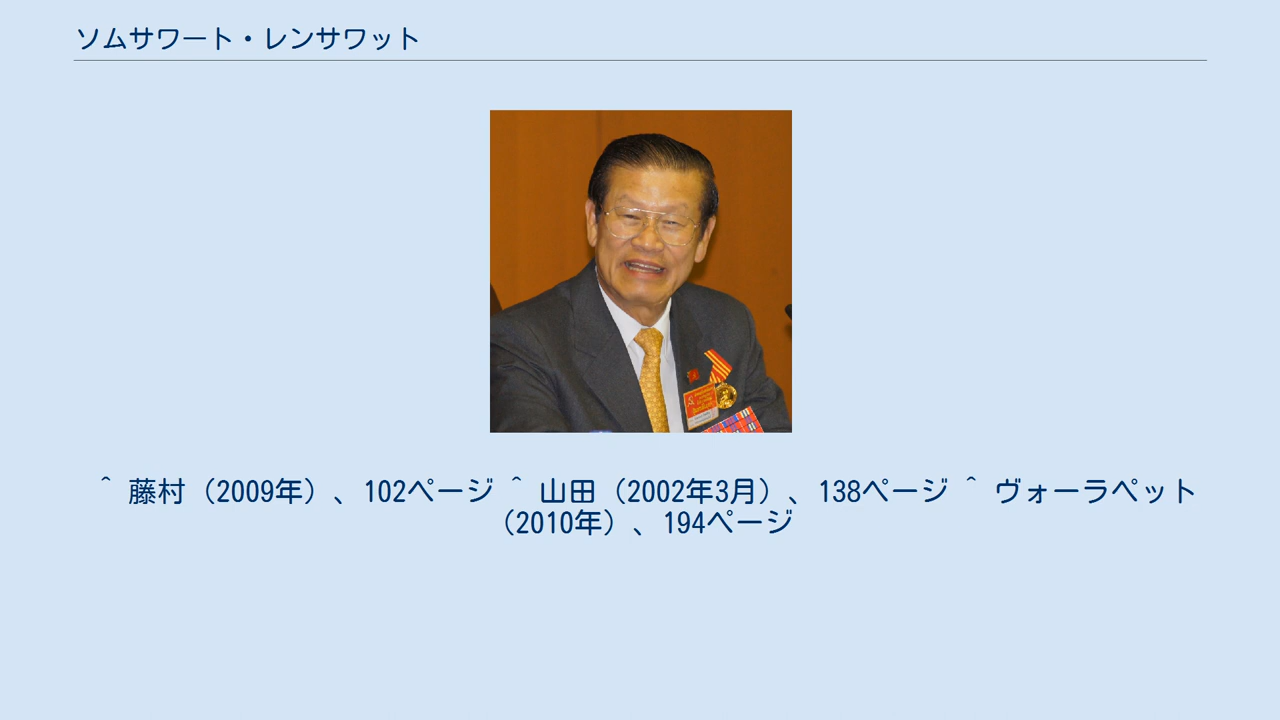 ソムサワート・レンサワット
^ 藤村（2009年）、102ページ ^ 山田（2002年3月）、138ページ ^ ヴォーラペット
（2010年）、194ページ